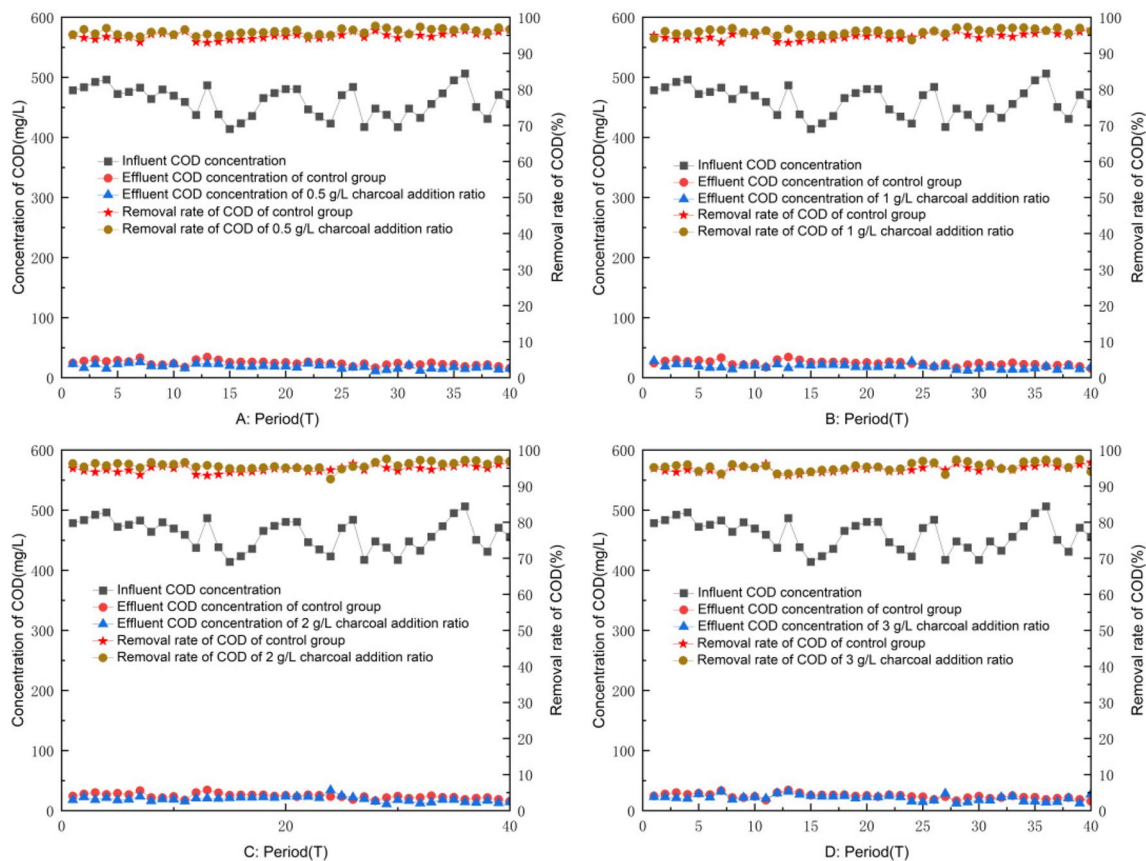 600
500
400
300
200
100
0
Concentration of COD(mg/L)
100
90
80
70
60
50
40
30
20
10
0
Removal rate of COD(%)
Influent COD concentration
Effluent COD concentration of control group
Effluent COD concentration of 0.5 g/L charcoal addition ratio
Removal rate of COD of control group
Removal rate of COD of 0.5 g/L charcoal addition ratio
0 5 10 15 20 25 30 35 40
A: Period(T)
600
500
400
300
200
100
0
Concentration of COD(mg/L)
100
90
80
70
60
50
40
30
20
10
0
Removal rate of COD(%)
Influent COD concentration
Effluent COD concentration of control group
Effluent COD concentration of 1 g/L charcoal addition ratio
Removal rate of COD of control group
Removal rate of COD of 1 g/L charcoal addition ratio
0 5 10 15 20 25 30 35 40
B: Period(T)
600
500
400
300
200
100
0
Concentration of COD(mg/L)
100
90
80
70
60
50
40
30
20
10
0
Removal rate of COD(%)
Influent COD concentration
Effluent COD concentration of control group
Effluent COD concentration of 2 g/L charcoal addition ratio
Removal rate of COD of control group
Removal rate of COD of 2 g/L charcoal addition ratio
0 20 40
C: Period(T)
600
500
400
300
200
100
0
Concentration of COD(mg/L)
100
90
80
70
60
50
40
30
20
10
0
Removal rate of COD(%)
Influent COD concentration
Effluent COD concentration of control group
Effluent COD concentration of 3 g/L charcoal addition ratio
Removal rate of COD of control group
Removal rate of COD of 3 g/L charcoal addition ratio
0 5 10 15 20 25 30 35 40
D: Period(T)